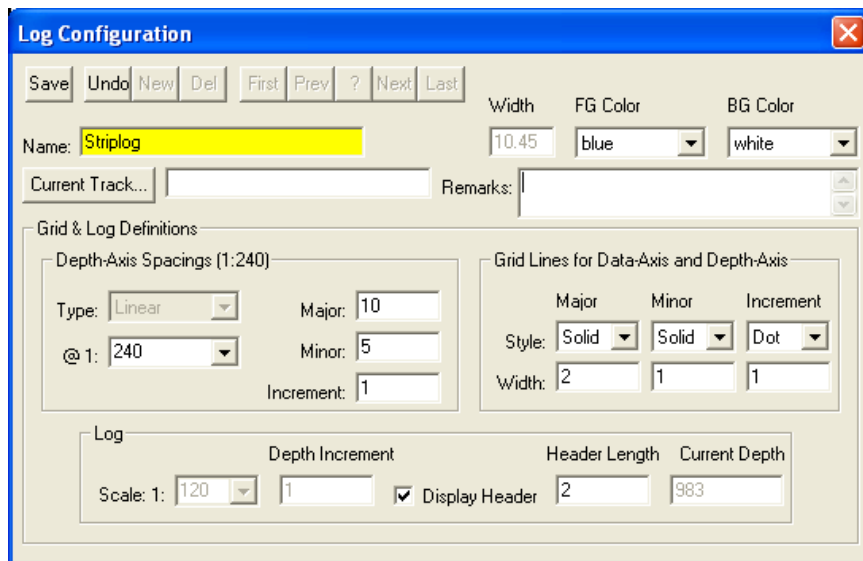 Log Configuration
Save Undo New Del First Prev ? Next Last
Width FG Color BG Color
Name: Striplog 10.45 blue white
Current Track... Remarks:
Grid & Log Definitions
Depth-Axis Spacings (1:240) Grid Lines for Data-Axis and Depth-Axis
Major Minor Increment
Type: Linear Major: 10
Style: Solid Solid Dot
@ 1: 240 Minor: 5
Width: 2 1 1
Increment: 1
Log
Depth Increment Header Length Current Depth
Scale: 1: 120 1 Display Header 2 983